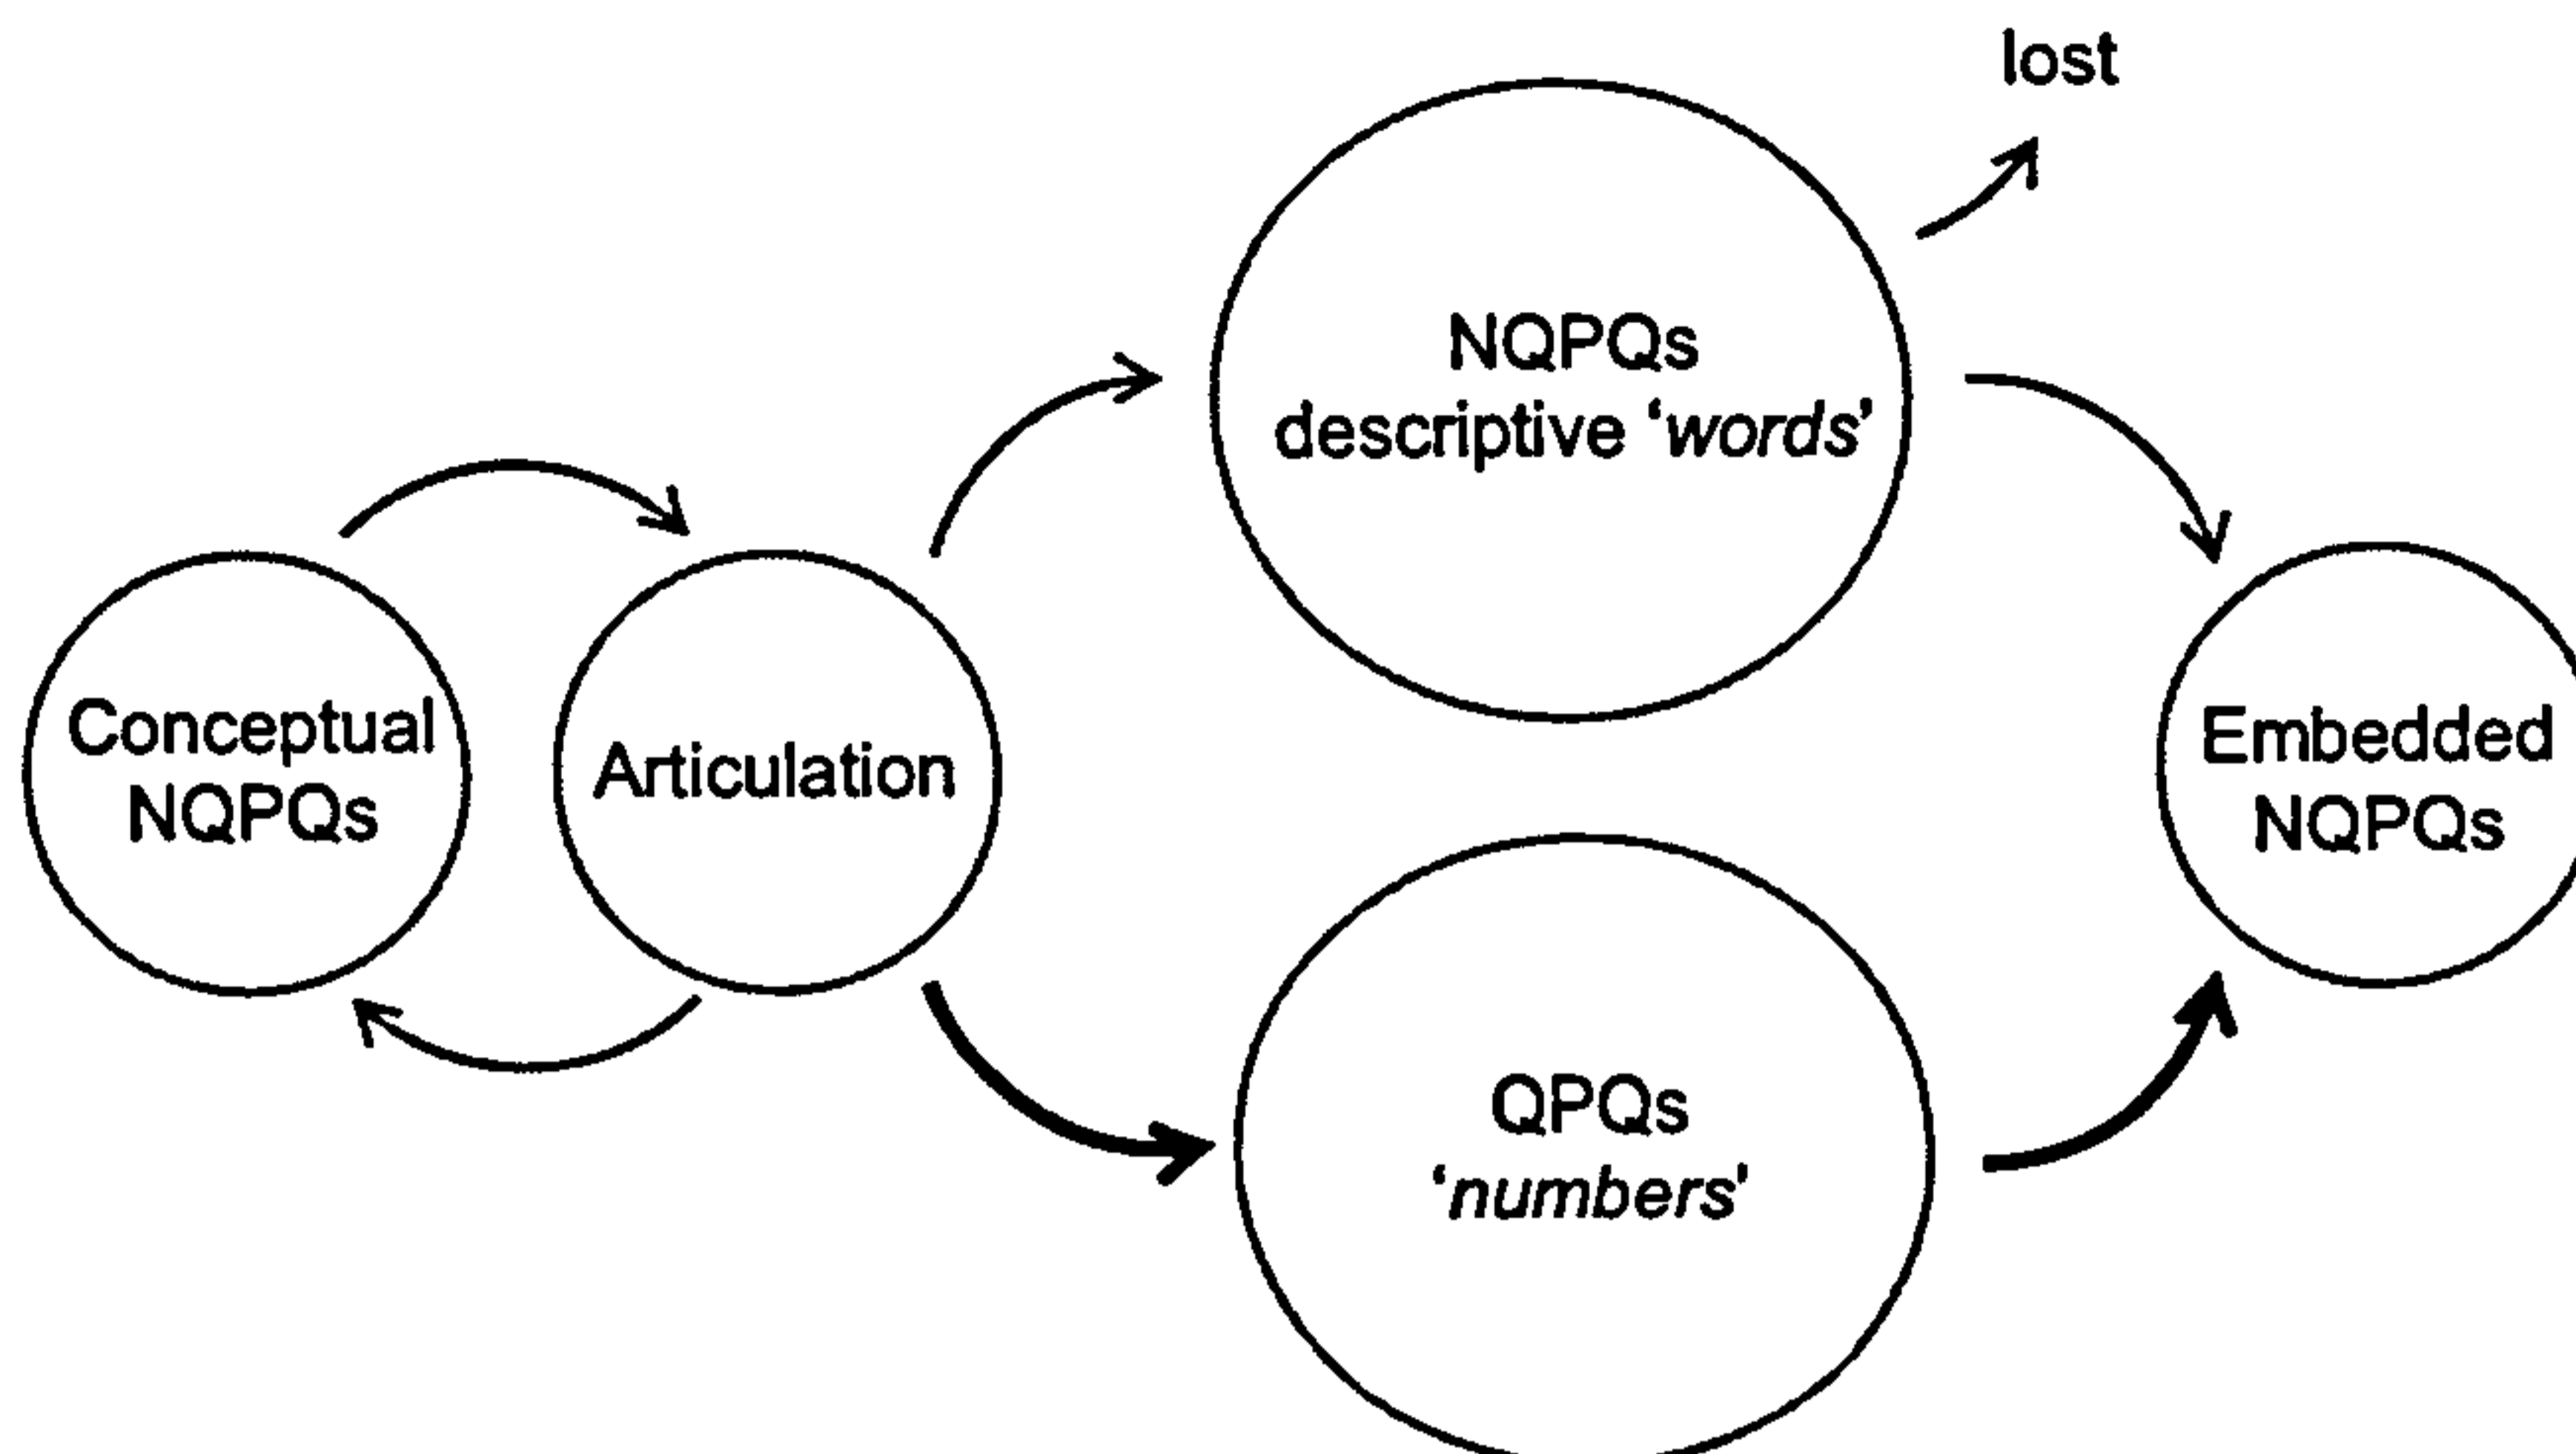 lost
NQPQs
descriptive ‘words’
Conceptual
NQPQs
Articulation
Embedded
NQPQs
QPQs
‘numbers’